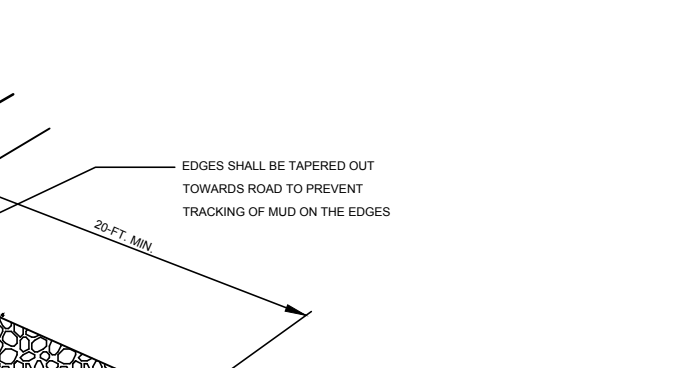 EDGES SHALL BE TAPERED OUT
TOWARDS ROAD TO PREVENT
TRACKING OF MUD ON THE EDGES
20-FT. MIN.